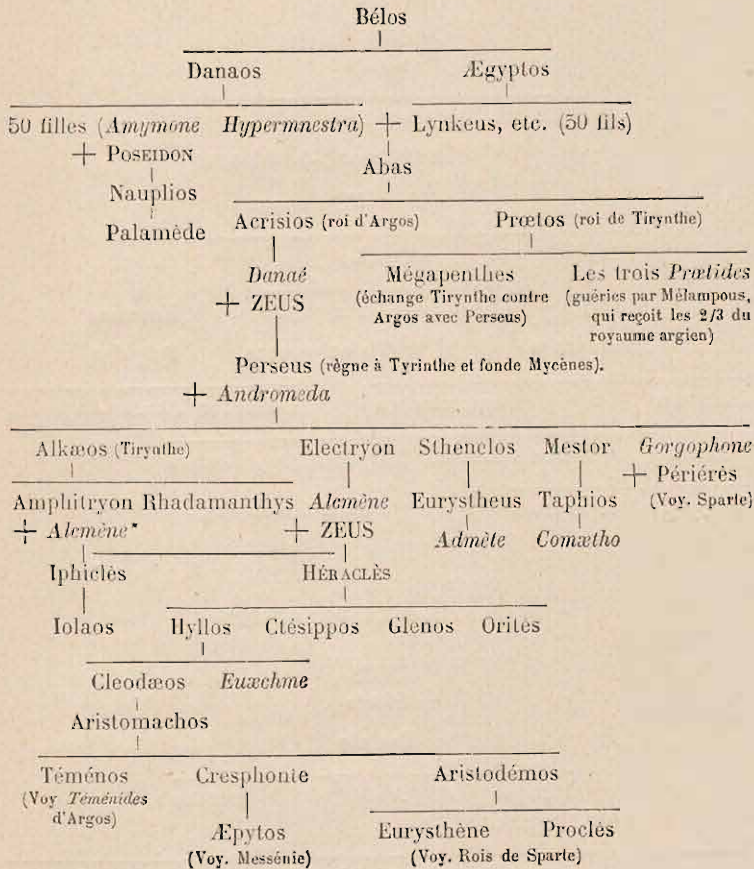 Bélos
Danaos Ægyptos
50 filles (Amymone Hypermnestra) + Lynkeus, etc. (50 fils)
+ POSEIDON
Abas
Nauplios
Acrisios (roi d'Argos) Prœtos (roi de Tirynthe)
Palamède
Danaé Mégapenthes Les trois Prœtides
+ ZEUS (échange Tirynthe contre (guéries par Mélampous,
Argos avec Perseus) qui reçoit les 2/3 du
royaume argien)
Perseus (règne à Tyrinthe et fonde Mycènes).
+ Andromeda
Alkæos (Tirynthe) Electryon Sthenelos Mestor Gorgophone
+ Périérès
Amphitryon Rhadamanthys Alcmène Eurystheus Taphios (Voy. Sparte)
+ Alcmène* + ZEUS Admète Comætho
Iphiclès HÉRACLÈS
Iolaos Hyllos Ctésippos Glenos Orités
Cleodæos Euæchme
Aristomachos
Téménos Cresphonte Aristodémos
(Voy Téménides
d'Argos)
Æpytos Eurysthène Proclés
(Voy. Messénie) (Voy. Rois de Sparte)